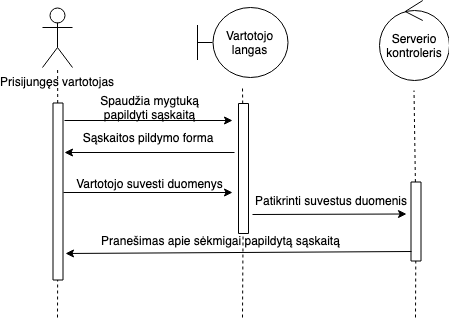 Vartotojo
langas
Serverio
kontroleris
Prisijungęs vartotojas
Spaudžia mygtuką
papildyti sąskaitą
Sąskaitos pildymo forma
Vartotojo suvesti duomenys
Patikrinti suvestus duomenis
Pranešimas apie sėkmigai papildytą sąskaitą